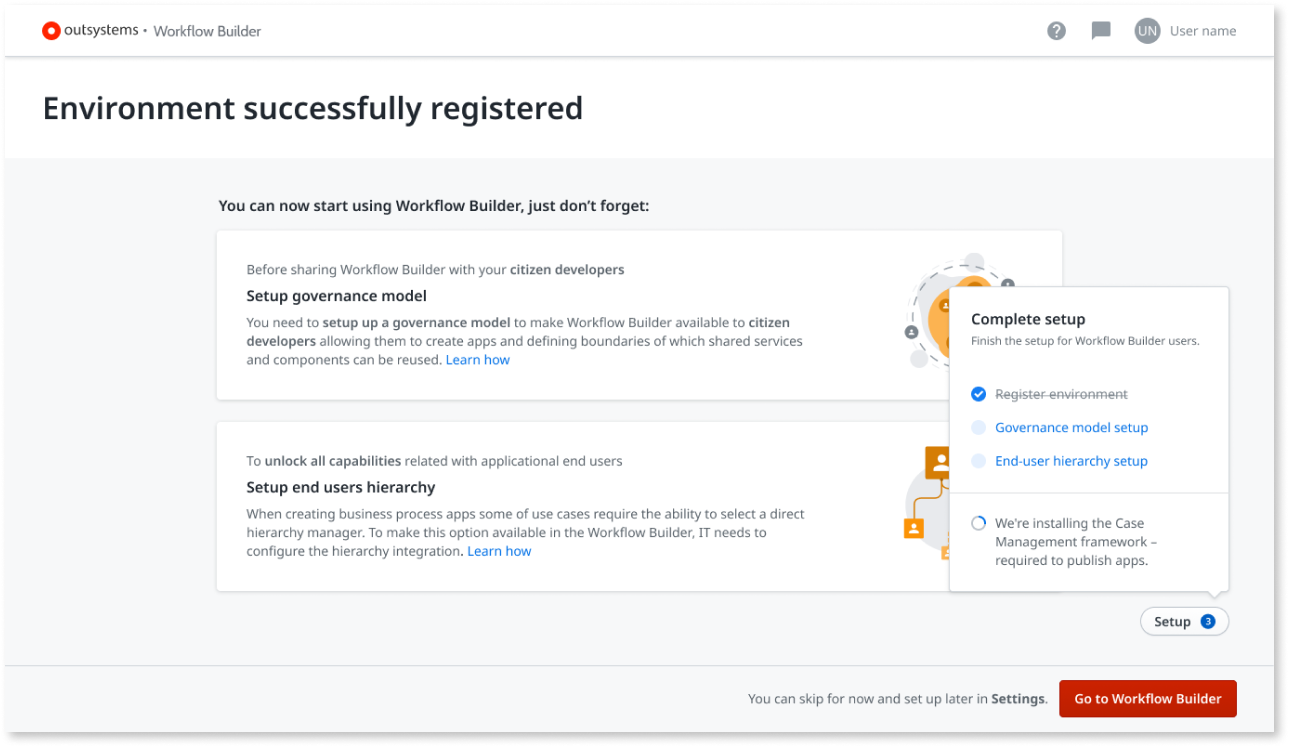 outsystems • Workflow Builder
? UN User name
Environment successfully registered
You can now start using Workflow Builder, just don’t forget:
Before sharing Workflow Builder with your citizen developers
Setup governance model
You need to setup up a governance model to make Workflow Builder available to citizen
developers allowing them to create apps and defining boundaries of which shared services
and components can be reused. Learn how
To unlock all capabilities related with applicational end users
Setup end users hierarchy
When creating business process apps some of use cases require the ability to select a direct
hierarchy manager. To make this option available in the Workflow Builder, IT needs to
configure the hierarchy integration. Learn how
Complete setup
Finish the setup for Workflow Builder users.
Register environment
Governance model setup
End-user hierarchy setup
We're installing the Case
Management framework –
required to publish apps.
Setup 3
You can skip for now and set up later in Settings.
Go to Workflow Builder